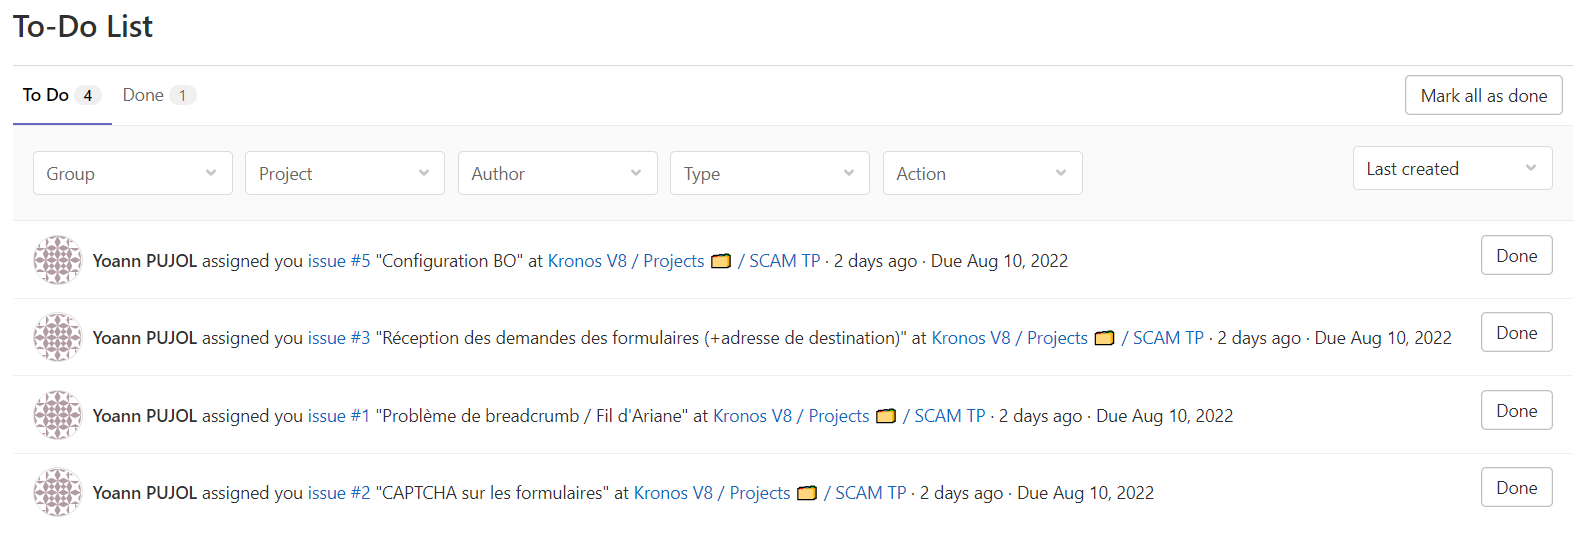 To-Do List
To Do 4 Done 1 Mark all as done
Group Project Author Type Action Last created
Yoann PUJOL assigned you issue #5 "Configuration BO" at Kronos V8 / Projects 🗂️ / SCAM TP · 2 days ago · Due Aug 10, 2022 Done
Yoann PUJOL assigned you issue #3 "Réception des demandes des formulaires (+adresse de destination)" at Kronos V8 / Projects 🗂️ / SCAM TP · 2 days ago · Due Aug 10, 2022 Done
Yoann PUJOL assigned you issue #1 "Problème de breadcrumb / Fil d'Ariane" at Kronos V8 / Projects 🗂️ / SCAM TP · 2 days ago · Due Aug 10, 2022 Done
Yoann PUJOL assigned you issue #2 "CAPTCHA sur les formulaires" at Kronos V8 / Projects 🗂️ / SCAM TP · 2 days ago · Due Aug 10, 2022 Done